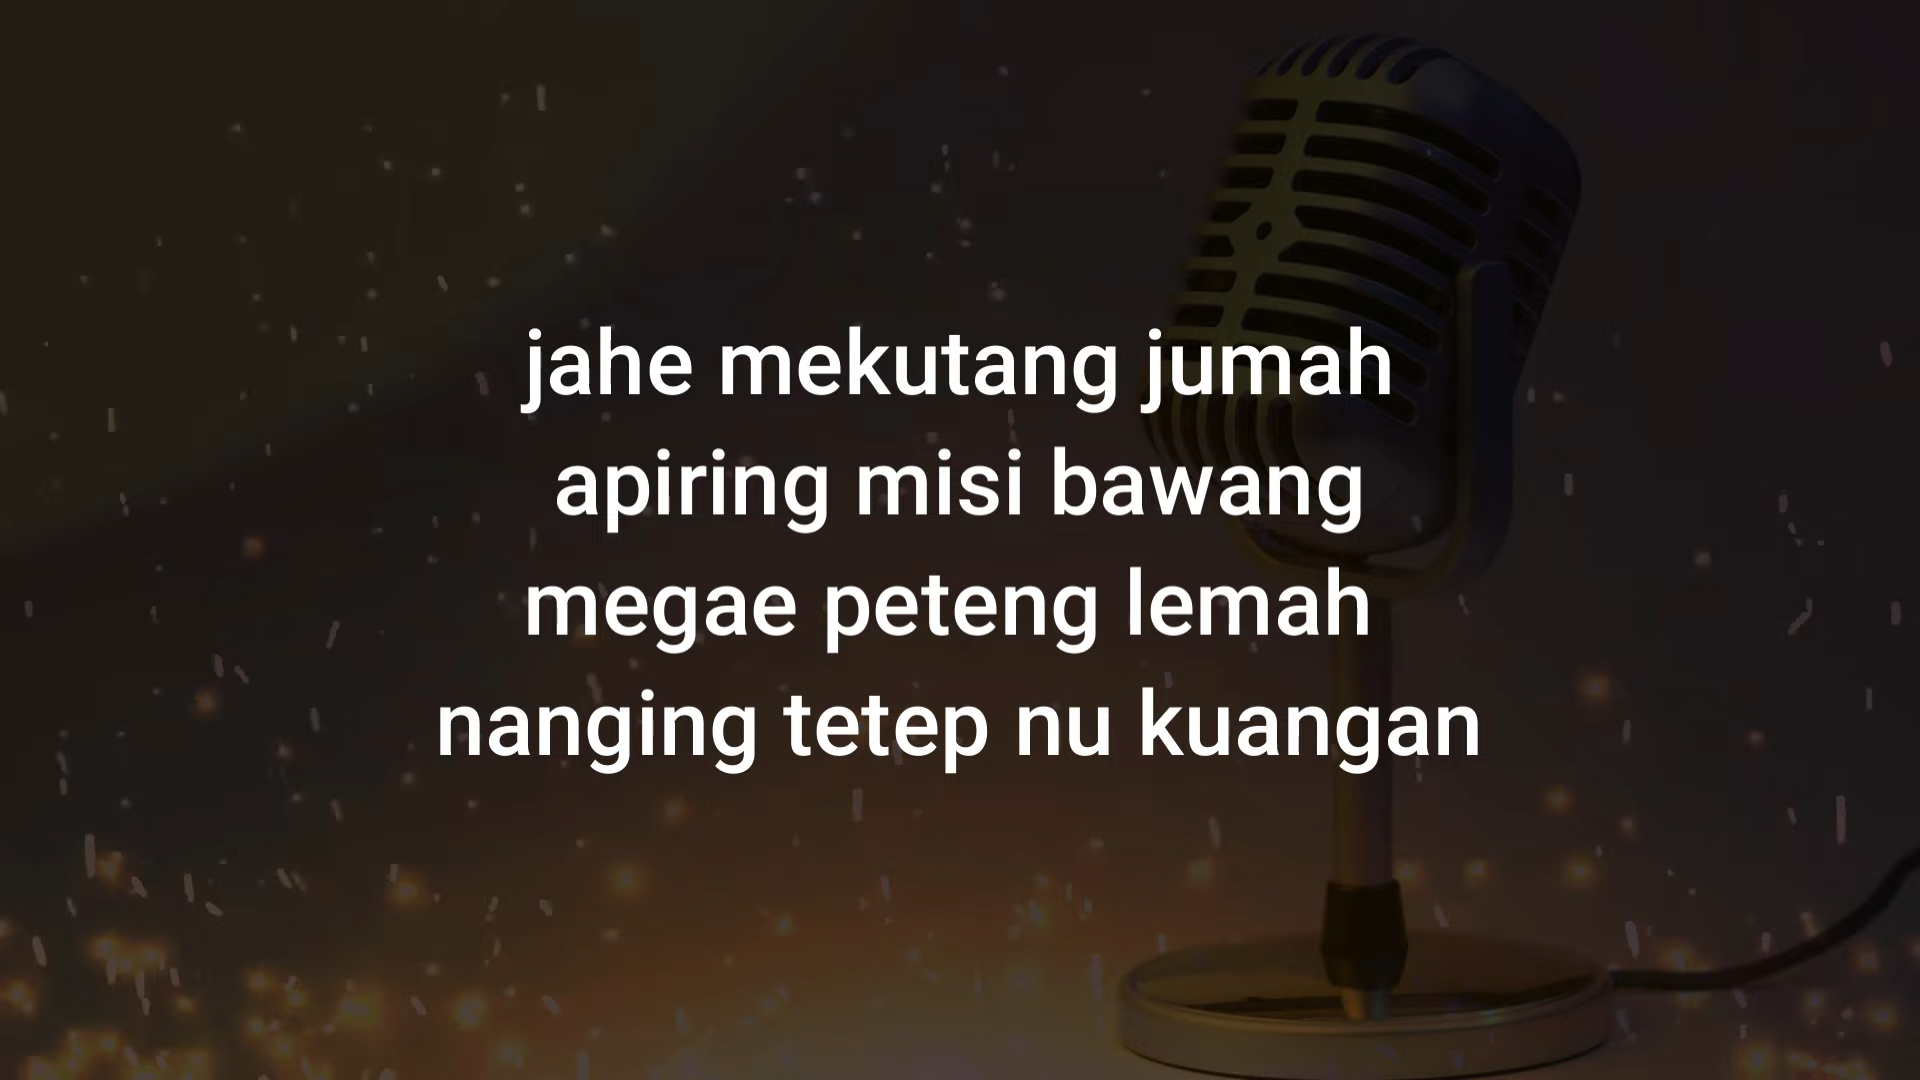 jahe mekutang jumah
apiring misi bawang
megae peteng lemah
nanging tetep nu kuangan